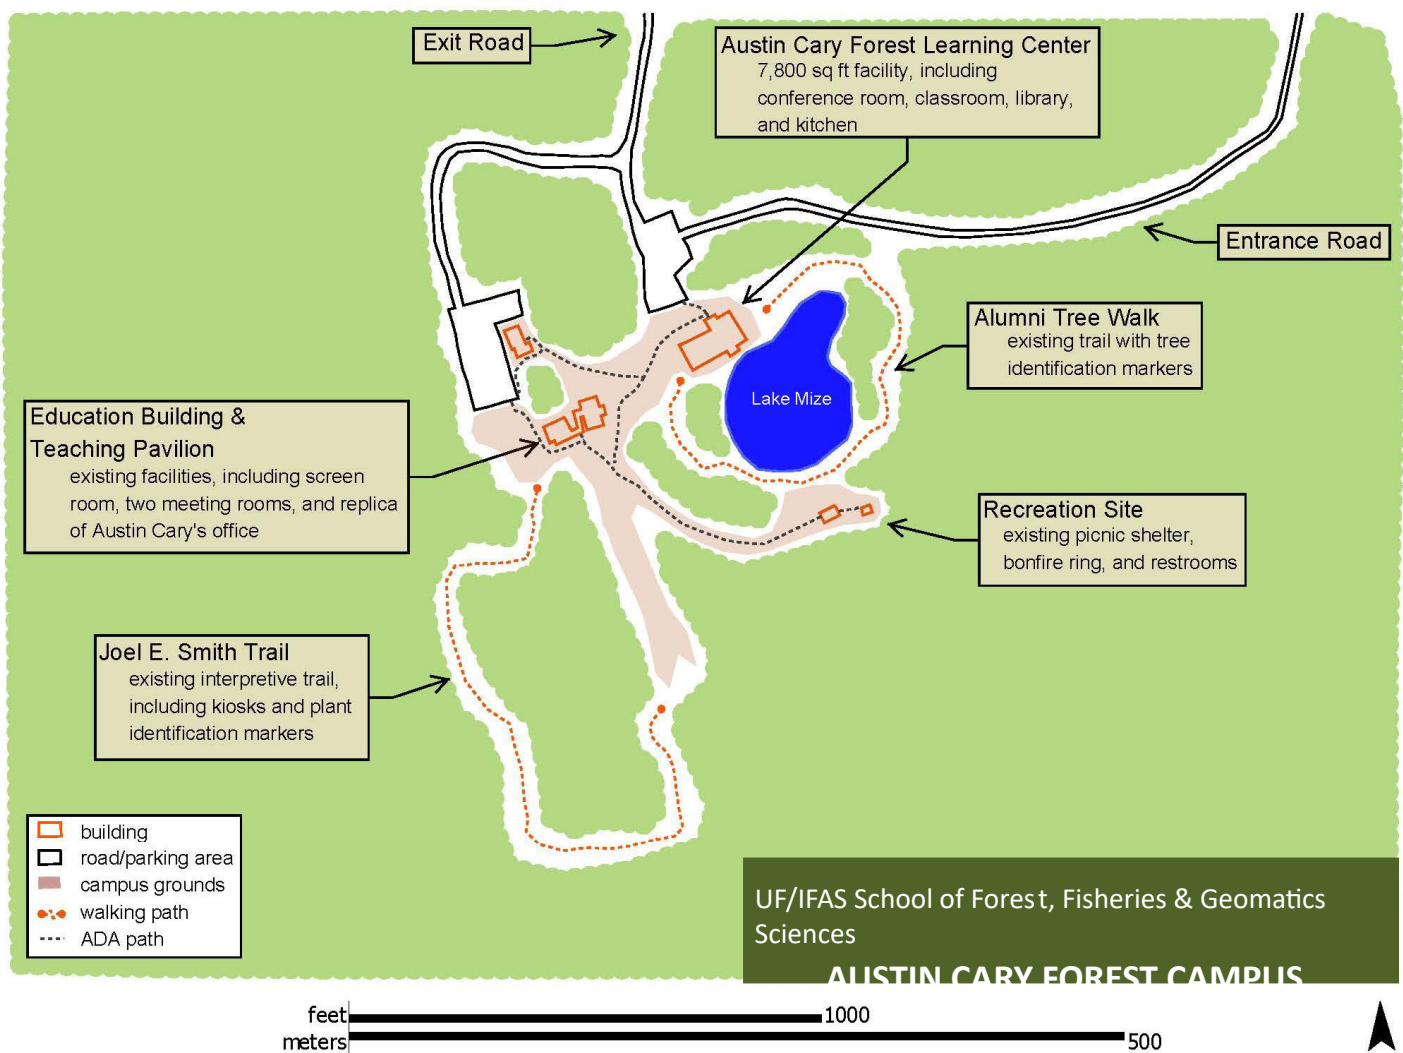 Exit Road
Austin Cary Forest Learning Center
7,800 sq ft facility, including
conference room, classroom, library,
and kitchen
Entrance Road
Alumni Tree Walk
existing trail with tree
identification markers
Lake Mize
Education Building &
Teaching Pavilion
existing facilities, including screen
room, two meeting rooms, and replica
of Austin Cary's office
Recreation Site
existing picnic shelter,
bonfire ring, and restrooms
Joel E. Smith Trail
existing interpretive trail,
including kiosks and plant
identification markers
building
road/parking area
campus grounds
walking path
ADA path
UF/IFAS School of Forest, Fisheries & Geomatics
Sciences
AUSTIN CARY FOREST CAMPUS
feet 1000
meters 500